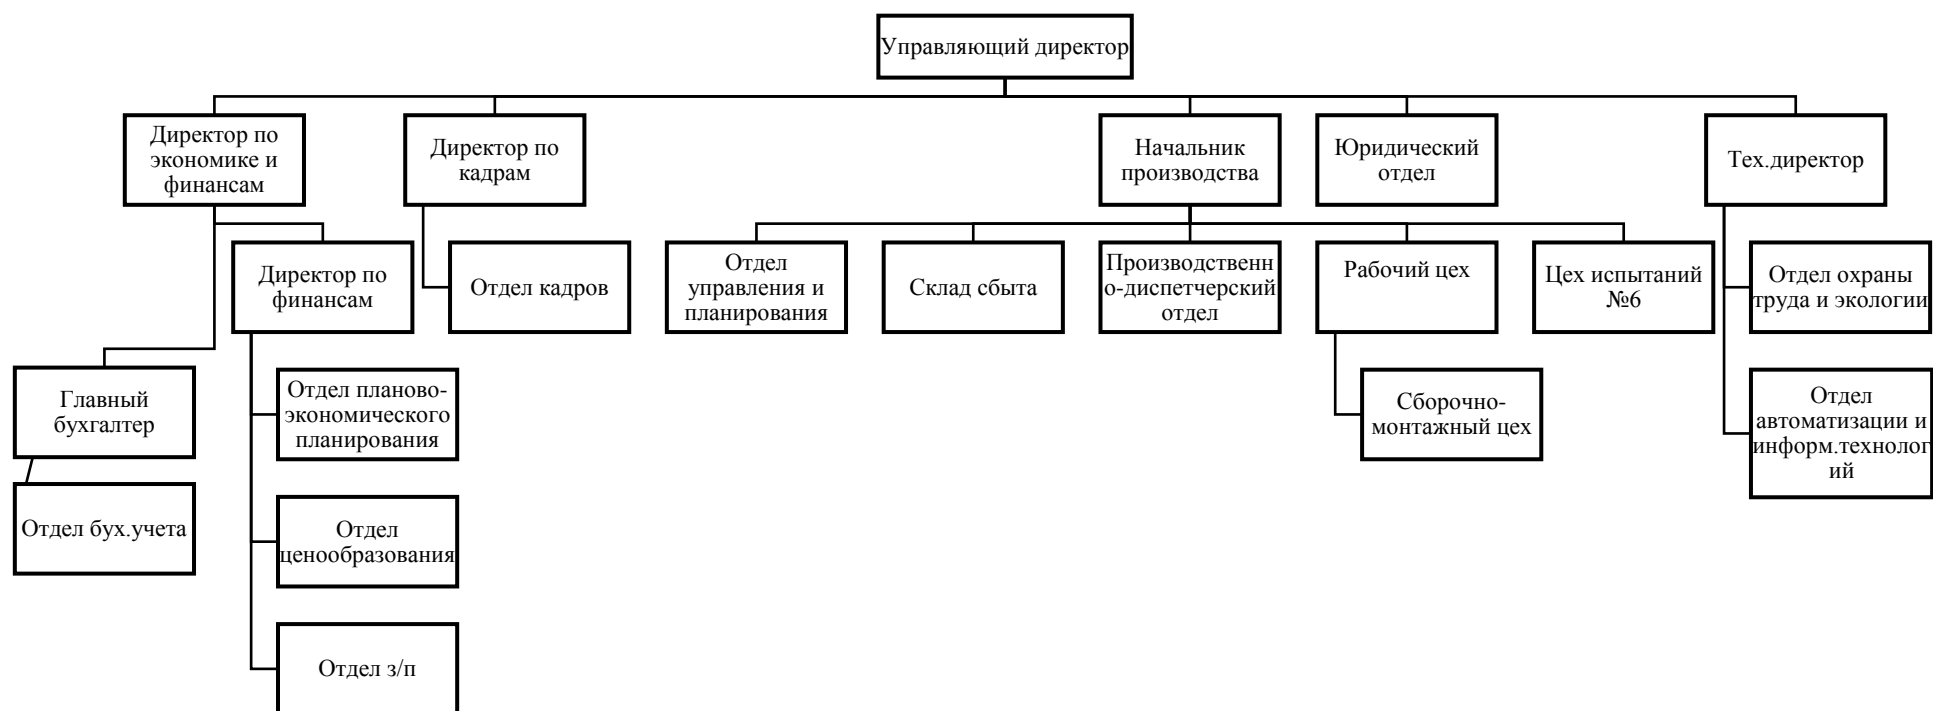 Управляющий директор
Директор по
экономике и
финансам
Директор по
кадрам
Начальник
производства
Юридический
отдел
Тех.директор
Директор по
финансам
Отдел кадров
Отдел
управления и
планирования
Склад сбыта
Производственн
о-диспетчерский
отдел
Рабочий цех
Цех испытаний
№6
Отдел охраны
труда и экологии
Главный
бухгалтер
Отдел планово-
экономического
планирования
Сборочно-
монтажный цех
Отдел
автоматизации и
информ.технолог
ий
Отдел бух.учета
Отдел
ценообразования
Отдел з/п